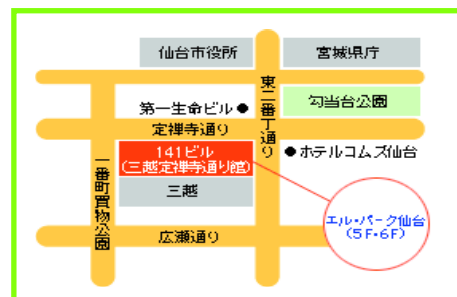 仙台市役所
宮城県庁
東二番丁通り
勾当台公園
第一生命ビル●
定禅寺通り
141ビル
(三越定禅寺通り館)
●ホテルコムズ仙台
一番町買物公園
三越
エル・パーク仙台
(5F・6F)
広瀬通り